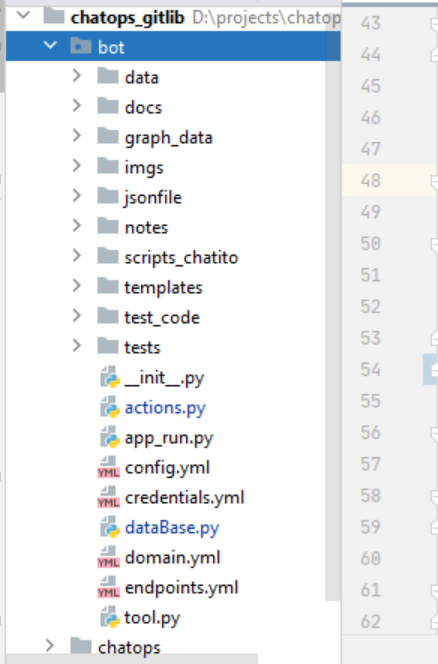 chatops_gitlib D:\projects\chatop
bot
data
docs
graph_data
imgs
jsonfile
notes
scripts_chatito
templates
test_code
tests
__init__.py
actions.py
app_run.py
YML config.yml
YML credentials.yml
dataBase.py
YML domain.yml
YML endpoints.yml
tool.py
chatops
43
44
45
46
47
48
49
50
51
52
53
54
55
56
57
58
59
60
61
62